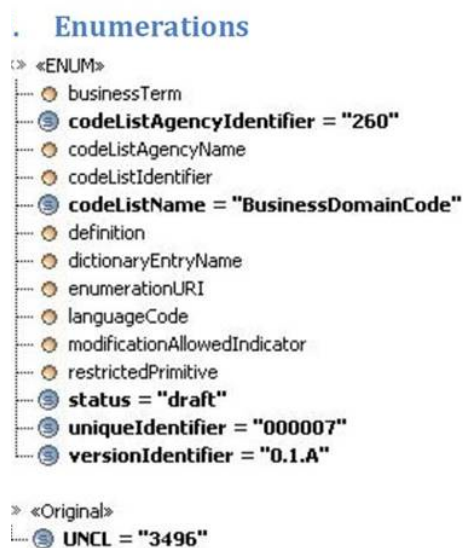 . Enumerations
«ENUM»
businessTerm
codeListAgencyIdentifier = "260"
codeListAgencyName
codeListIdentifier
codeListName = "BusinessDomainCode"
definition
dictionaryEntryName
enumerationURI
languageCode
modificationAllowedIndicator
restrictedPrimitive
status = "draft"
uniqueIdentifier = "000007"
versionIdentifier = "0.1.A"
«Original»
UNCL = "3496"